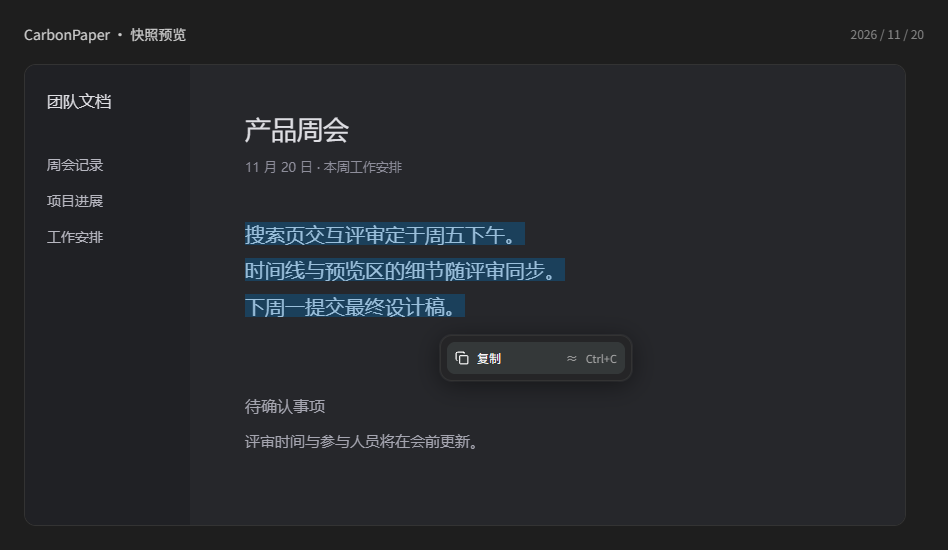 CarbonPaper · 快照预览
2026 / 11 / 20
团队文档
周会记录
项目进展
工作安排
产品周会
11 月 20 日 · 本周工作安排
搜索页交互评审定于周五下午。
时间线与预览区的细节随评审同步。
下周一提交最终设计稿。
复制 ≈ Ctrl+C
待确认事项
评审时间与参与人员将在会前更新。